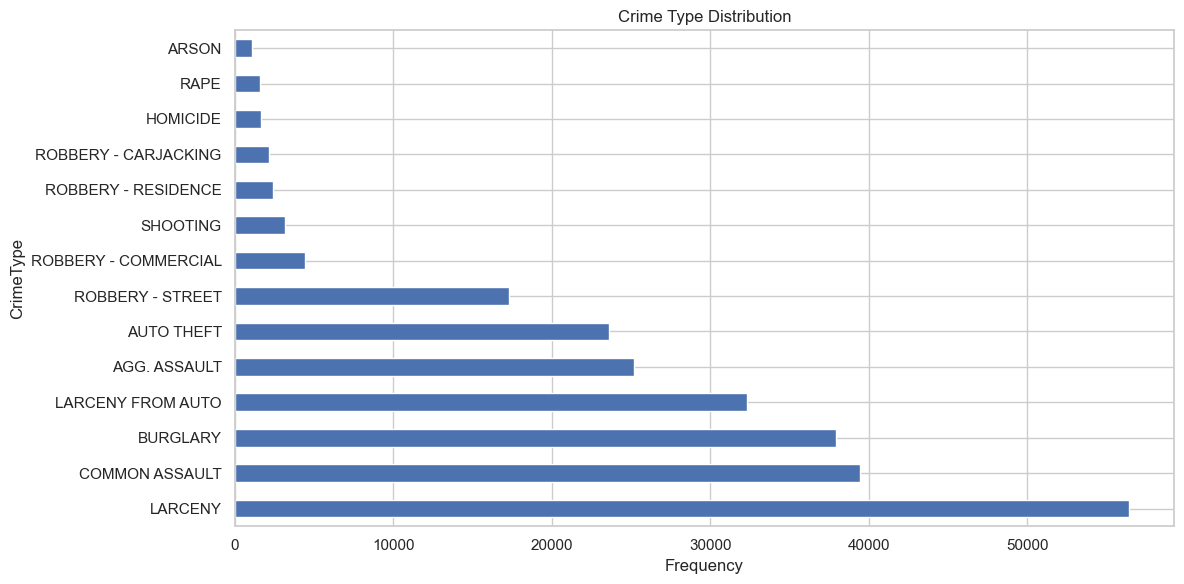 Crime Type Distribution
ARSON
RAPE
HOMICIDE
ROBBERY - CARJACKING
ROBBERY - RESIDENCE
SHOOTING
ROBBERY - COMMERCIAL
ROBBERY - STREET
AUTO THEFT
AGG. ASSAULT
LARCENY FROM AUTO
BURGLARY
COMMON ASSAULT
LARCENY
CrimeType
0 10000 20000 30000 40000 50000
Frequency